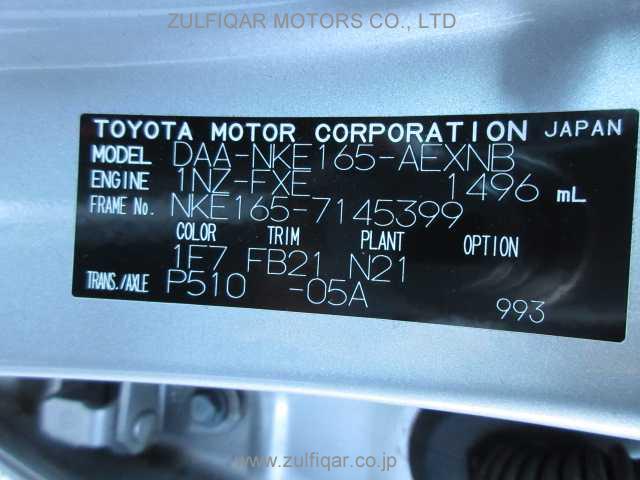 ZULFIQAR MOTORS CO., LTD
TOYOTA MOTOR CORPORATION JAPAN
MODEL DAA-NKE165-AEXNB
ENGINE 1NZ-FXE 1496 mL
FRAME No. NKE165-7145399
COLOR TRIM PLANT OPTION
1F7 FB21 N21
TRANS./AXLE P510 -05A
993
www.zulfiqar.co.jp